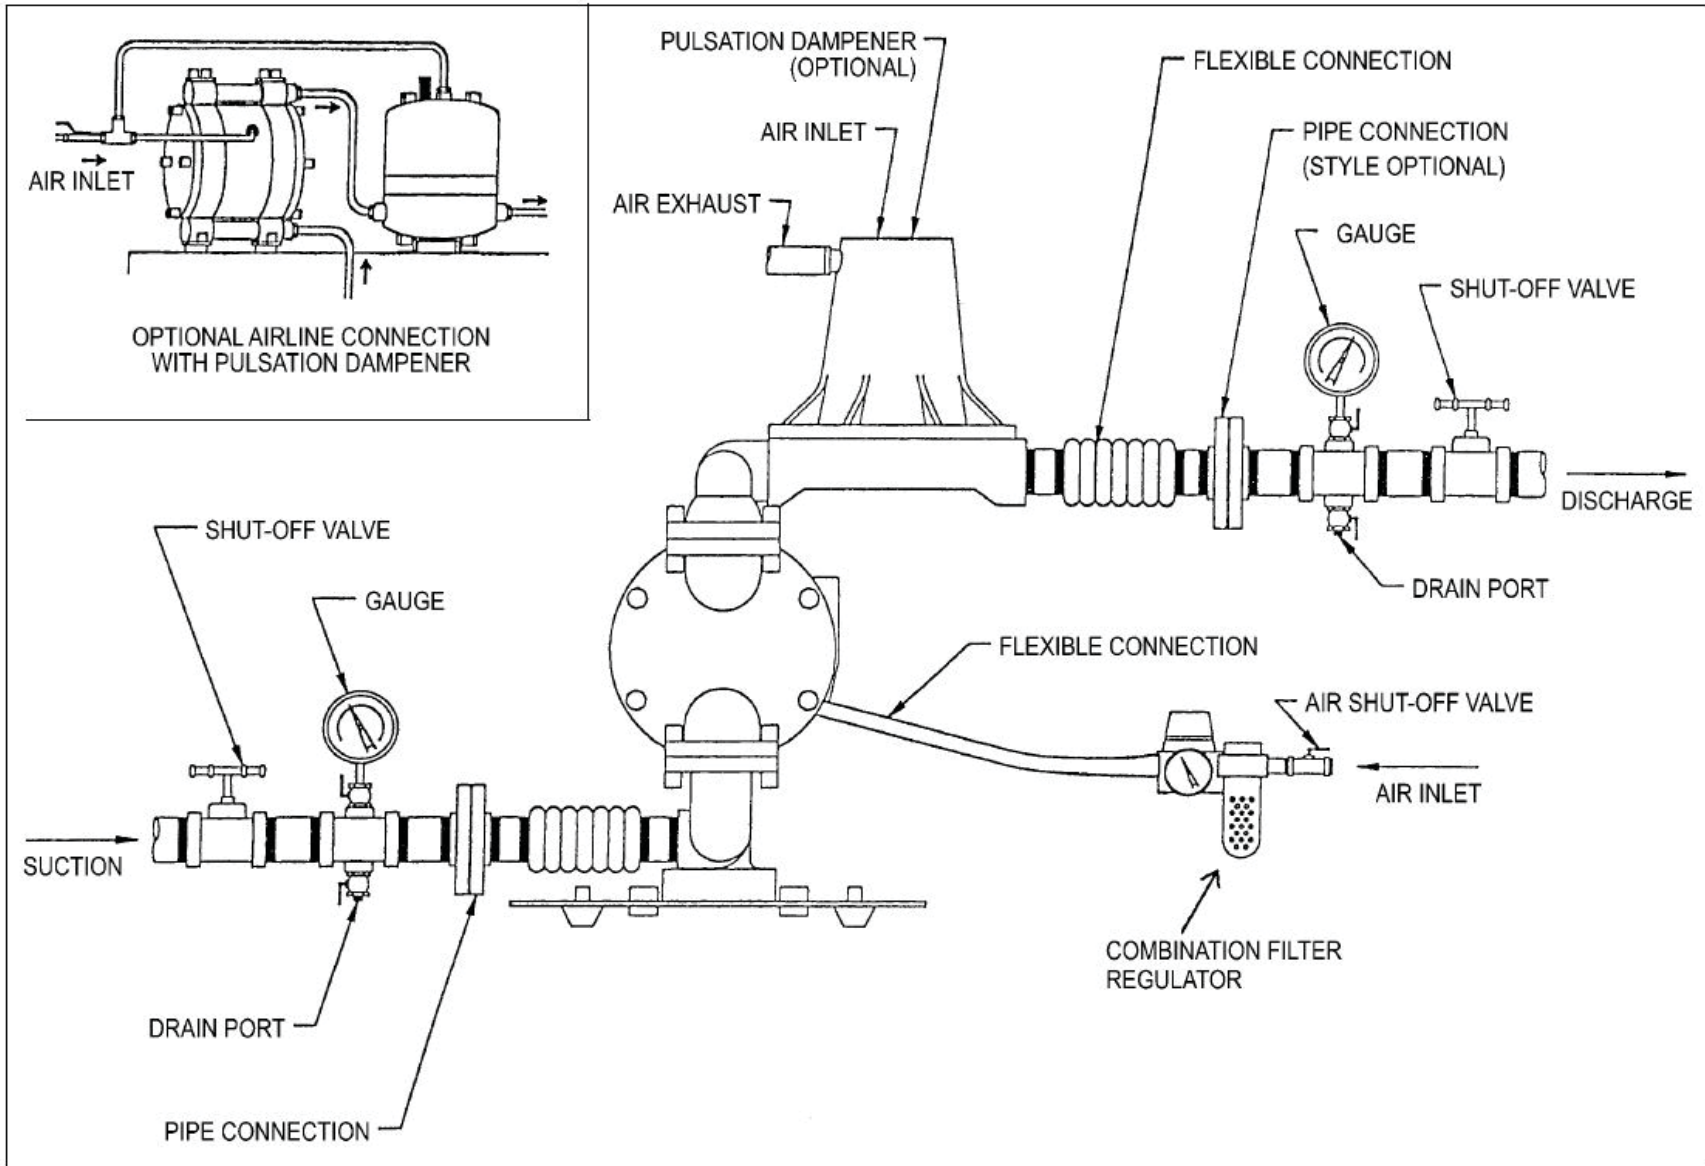 AIR INLET
OPTIONAL AIRLINE CONNECTION
WITH PULSATION DAMPENER
PULSATION DAMPENER
(OPTIONAL)
AIR INLET
AIR EXHAUST
FLEXIBLE CONNECTION
PIPE CONNECTION
(STYLE OPTIONAL)
GAUGE
SHUT-OFF VALVE
DISCHARGE
DRAIN PORT
SHUT-OFF VALVE
GAUGE
FLEXIBLE CONNECTION
AIR SHUT-OFF VALVE
AIR INLET
SUCTION
COMBINATION FILTER
REGULATOR
DRAIN PORT
PIPE CONNECTION